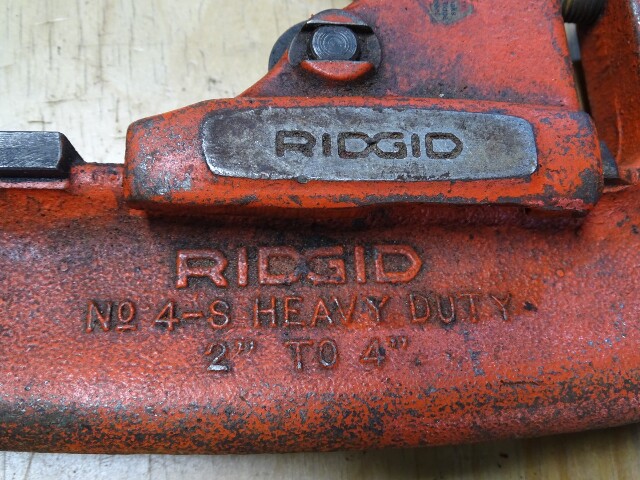 RIDGID
RIDGID
No 4-S HEAVY DUTY
2" TO 4"